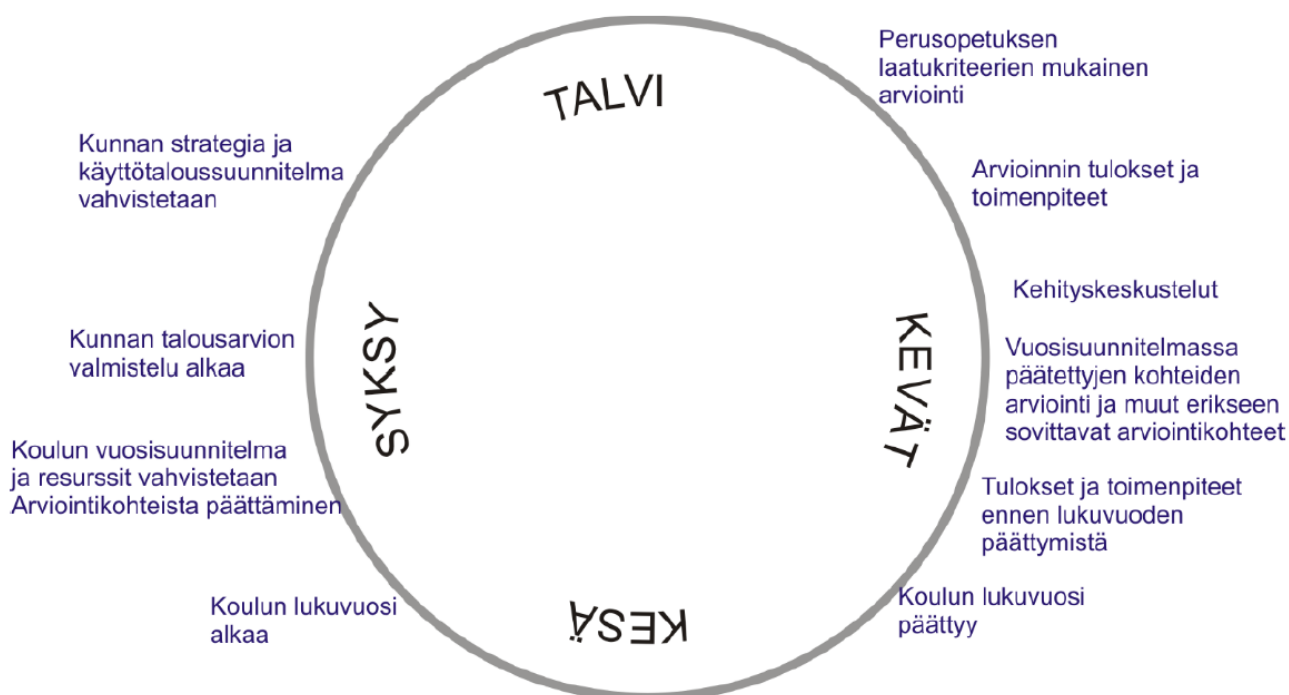 TALVI
Perusopetuksen
laatukriteerien mukainen
arviointi
Arvioinnin tulokset ja
toimenpiteet
Kehityskeskustelut
KEVÄT
Vuosisuunnitelmassa
päätettyjen kohteiden
arviointi ja muut erikseen
sovittavat arviointikohteet
Tulokset ja toimenpiteet
ennen lukuvuoden
päättymistä
Koulun lukuvuosi
päättyy
KESÄ
Koulun lukuvuosi
alkaa
Koulun vuosisuunnitelma
ja resurssit vahvistetaan
Arviointikohteista päättäminen
SYKSY
Kunnan talousarvion
valmistelu alkaa
Kunnan strategia ja
käyttötaloussuunnitelma
vahvistetaan